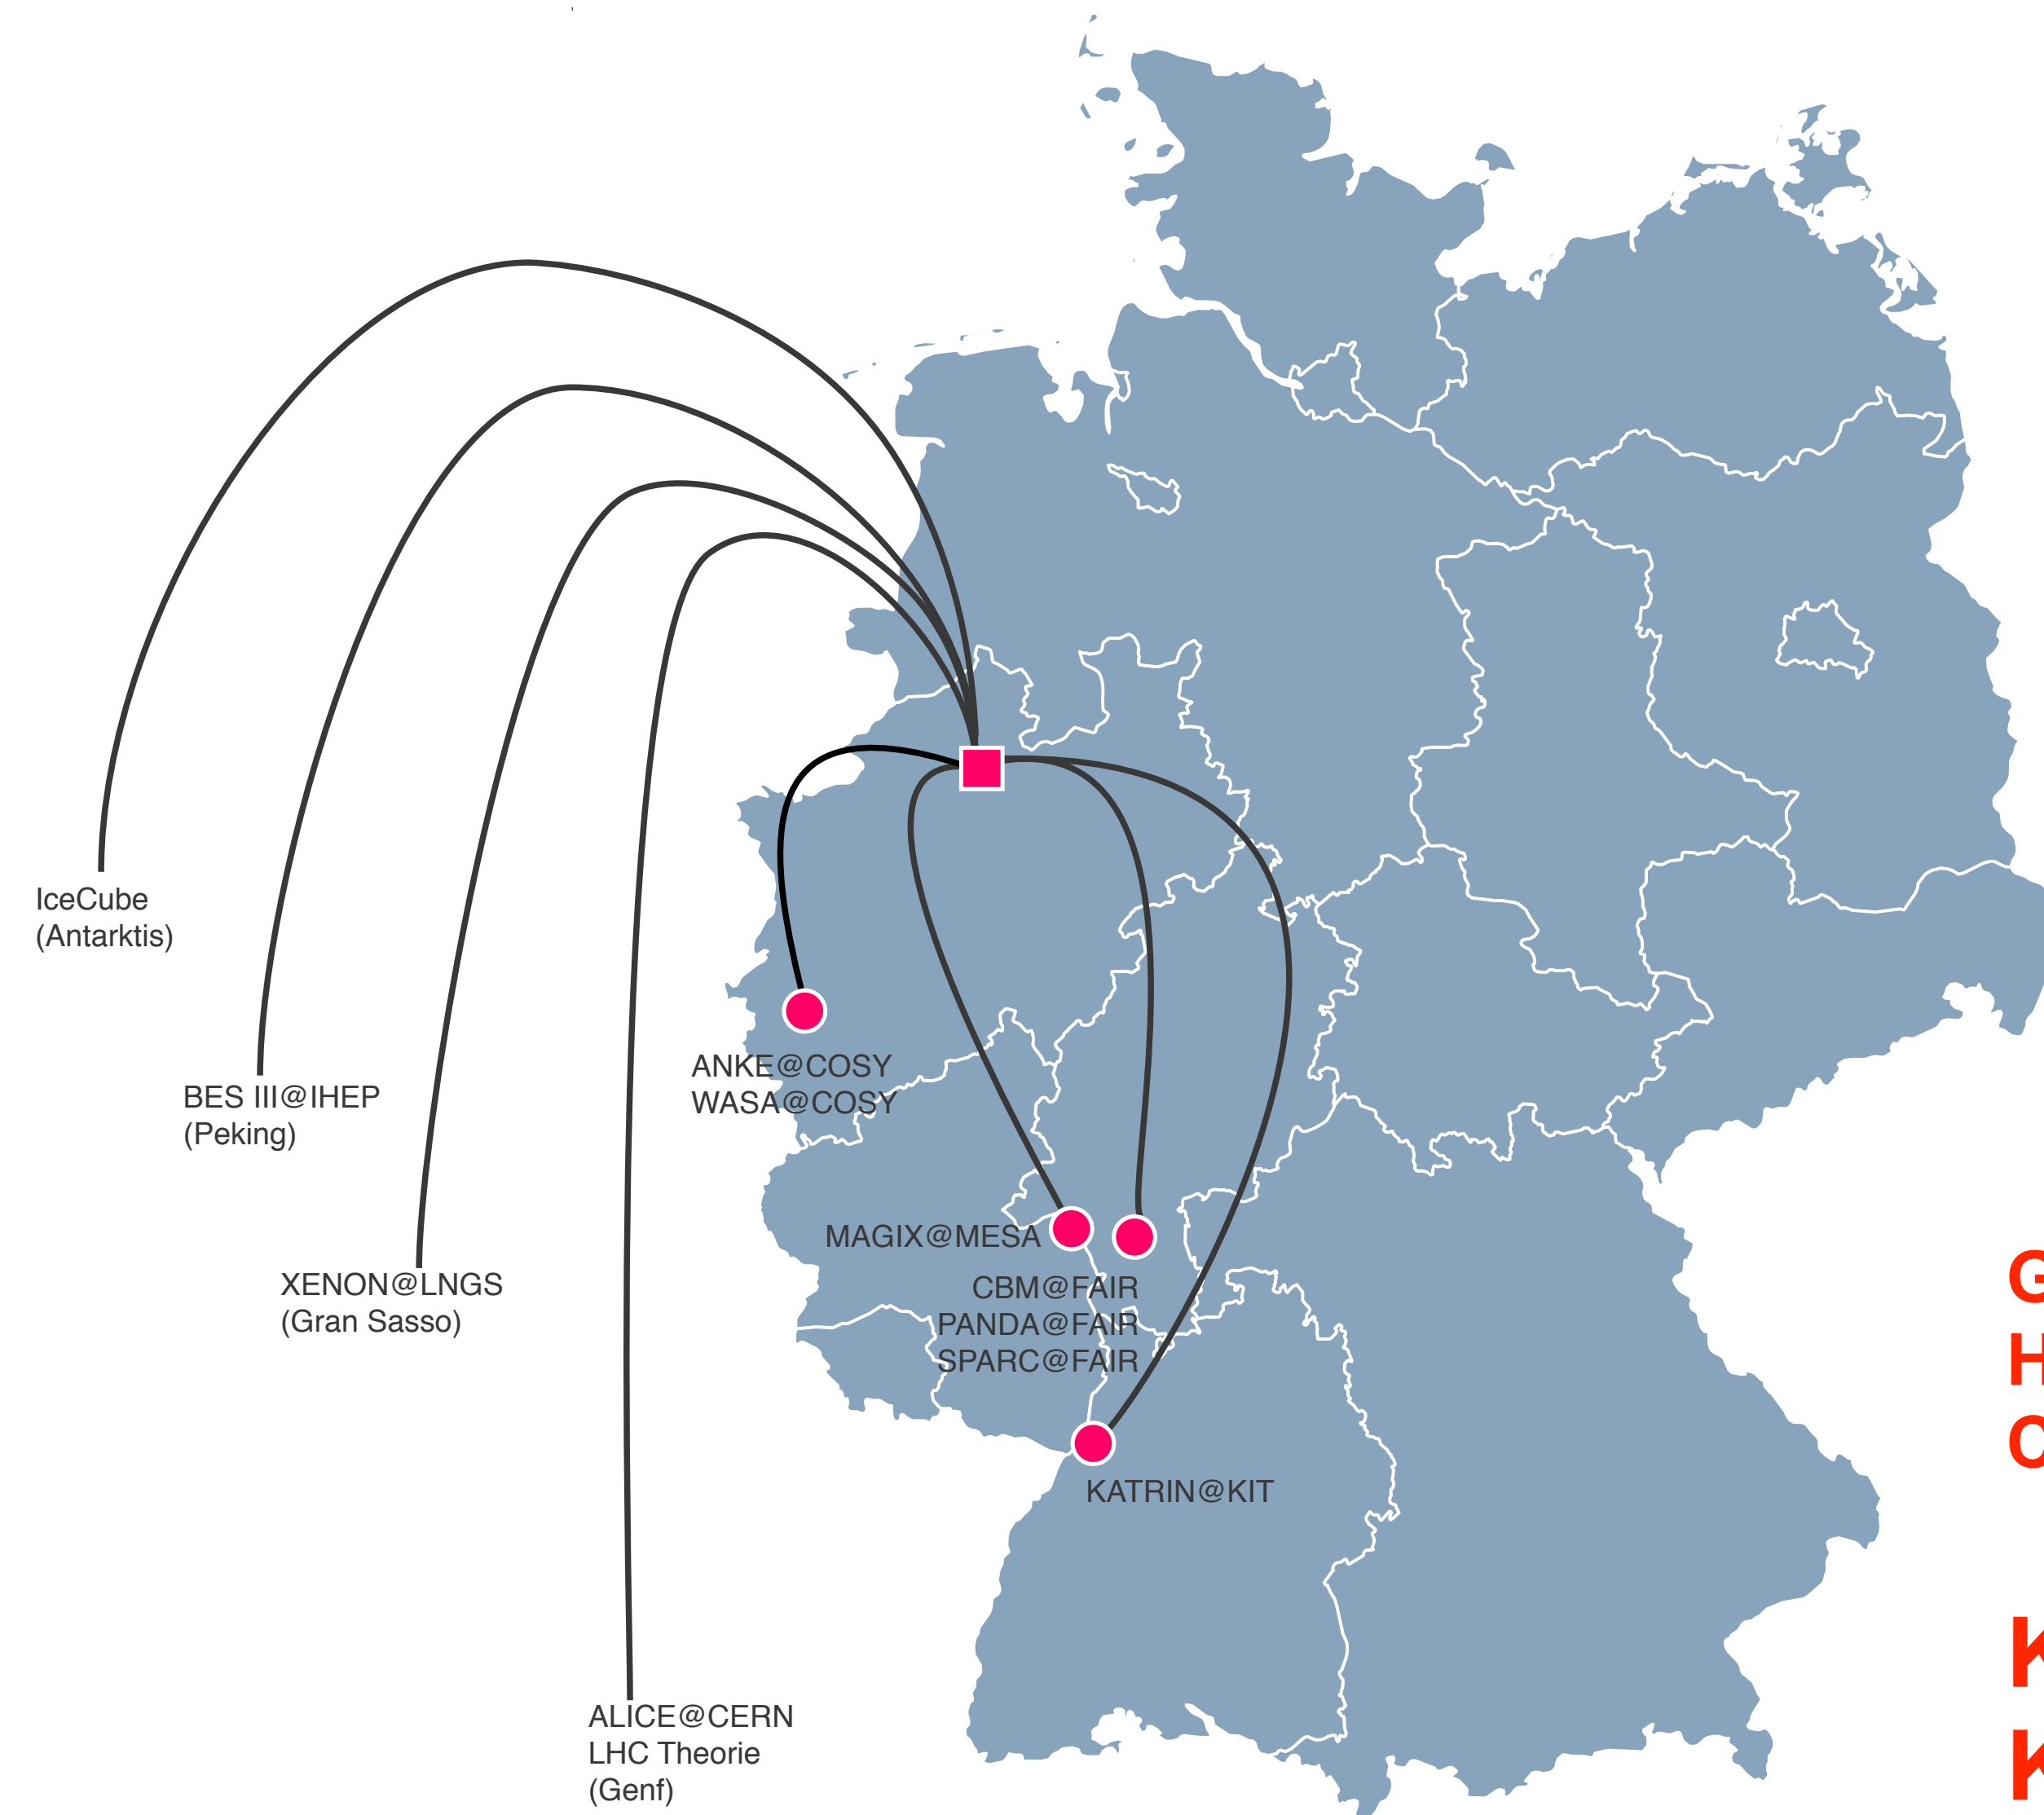 IceCube
(Antarktis)
BES III@IHEP
(Peking)
XENON@LNGS
(Gran Sasso)
ALICE@CERN
LHC Theorie
(Genf)
ANKE@COSY
WASA@COSY
MAGIX@MESA
CBM@FAIR
PANDA@FAIR
SPARC@FAIR
KATRIN@KIT